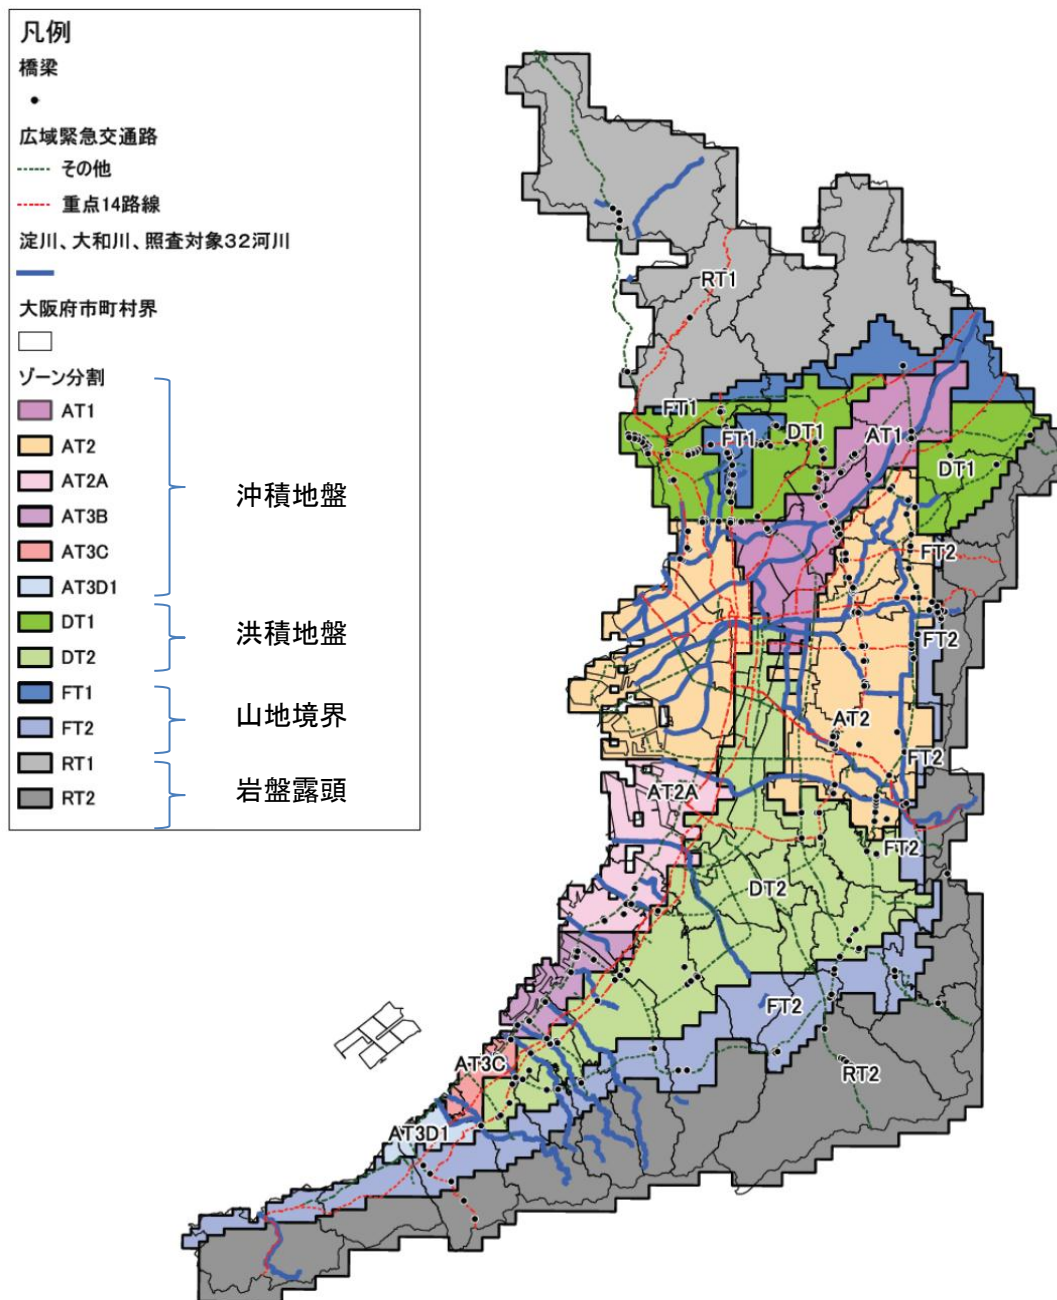 凡例
橋梁
広域緊急交通路
その他
重点14路線
淀川、大和川、照査対象32河川
大阪府市町村界
ゾーン分割
AT1
AT2
AT2A
AT3B
AT3C
AT3D1
DT1
DT2
FT1
FT2
RT1
RT2
沖積地盤
洪積地盤
山地境界
岩盤露頭
RT1
FT1
FT1
DT1
AT1
DT1
FT2
FT2
AT2
FT2
AT2A
FT2
DT2
FT2
AT3C
RT2
AT3D1